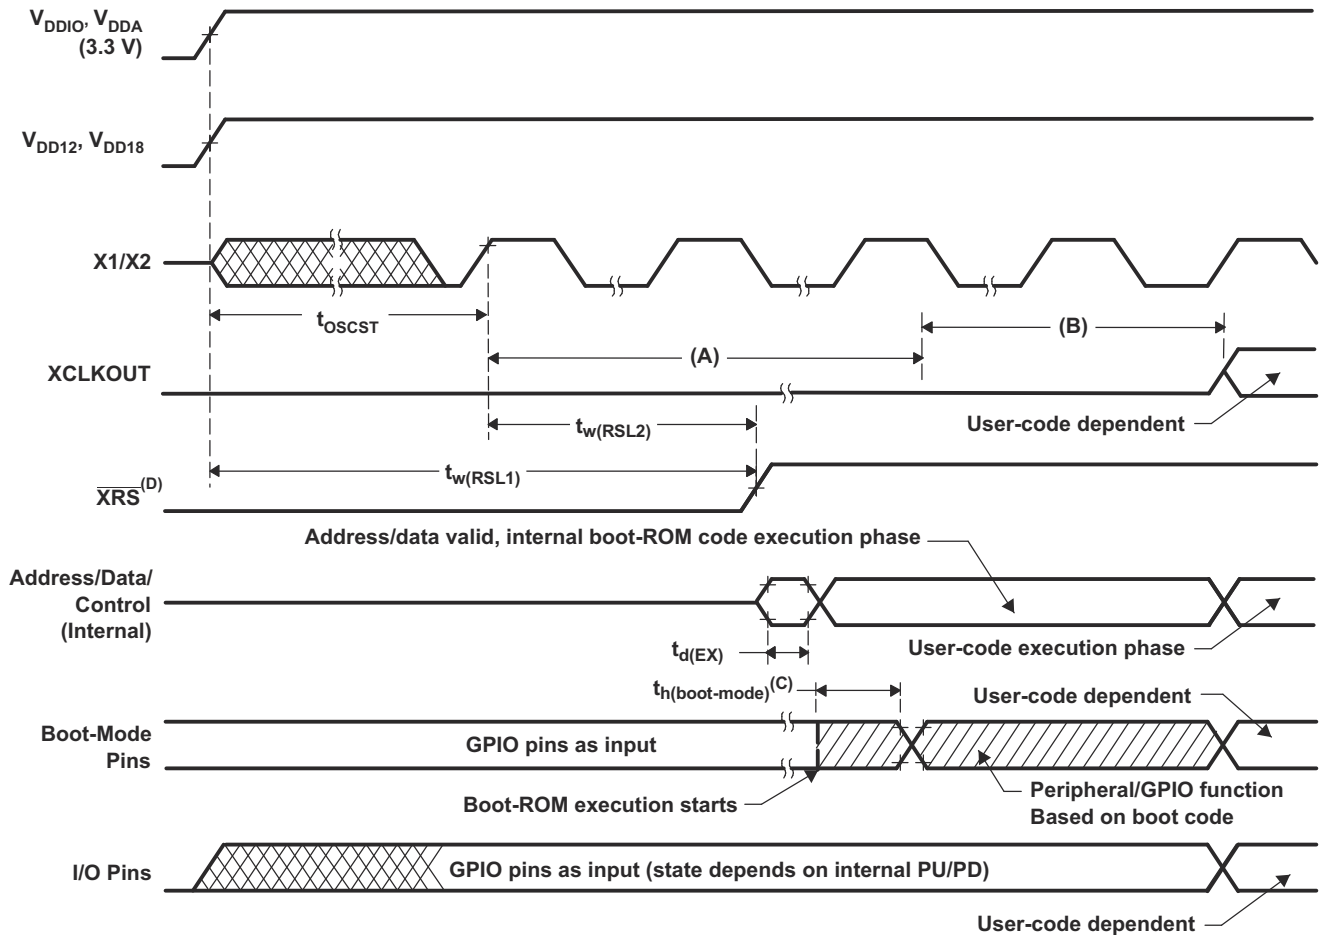 VDDIO, VDDA
(3.3 V)
VDD12, VDD18
X1/X2
tOSCST
(B)
(A)
XCLKOUT
User-code dependent
tw(RSL2)
tw(RSL1)
XRS(D)
Address/data valid, internal boot-ROM code execution phase
Address/Data/
Control
(Internal)
td(EX)
User-code execution phase
th(boot-mode)(C)
User-code dependent
Boot-Mode
Pins
GPIO pins as input
Boot-ROM execution starts
Peripheral/GPIO function
Based on boot code
I/O Pins
GPIO pins as input (state depends on internal PU/PD)
User-code dependent